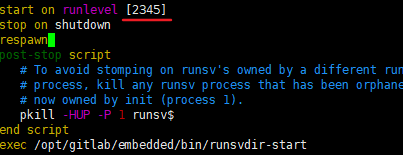 start on runlevel [2345]
stop on shutdown
respawn
post-stop script
# To avoid stomping on runsv's owned by a different run
# process, kill any runsv process that has been orphane
# now owned by init (process 1).
pkill -HUP -P 1 runsv$
end script
exec /opt/gitlab/embedded/bin/runsvdir-start